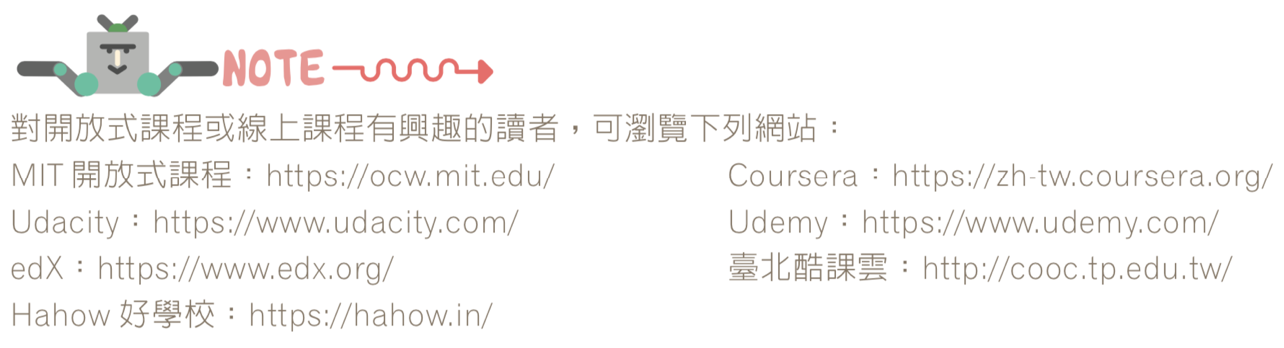 NOTE
對開放式課程或線上課程有興趣的讀者，可瀏覽下列網站：
MIT 開放式課程：https://ocw.mit.edu/
Coursera：https://zh-tw.coursera.org/
Udacity：https://www.udacity.com/
Udemy：https://www.udemy.com/
edX：https://www.edx.org/
臺北酷課雲：http://cooc.tp.edu.tw/
Hahow 好學校：https://hahow.in/